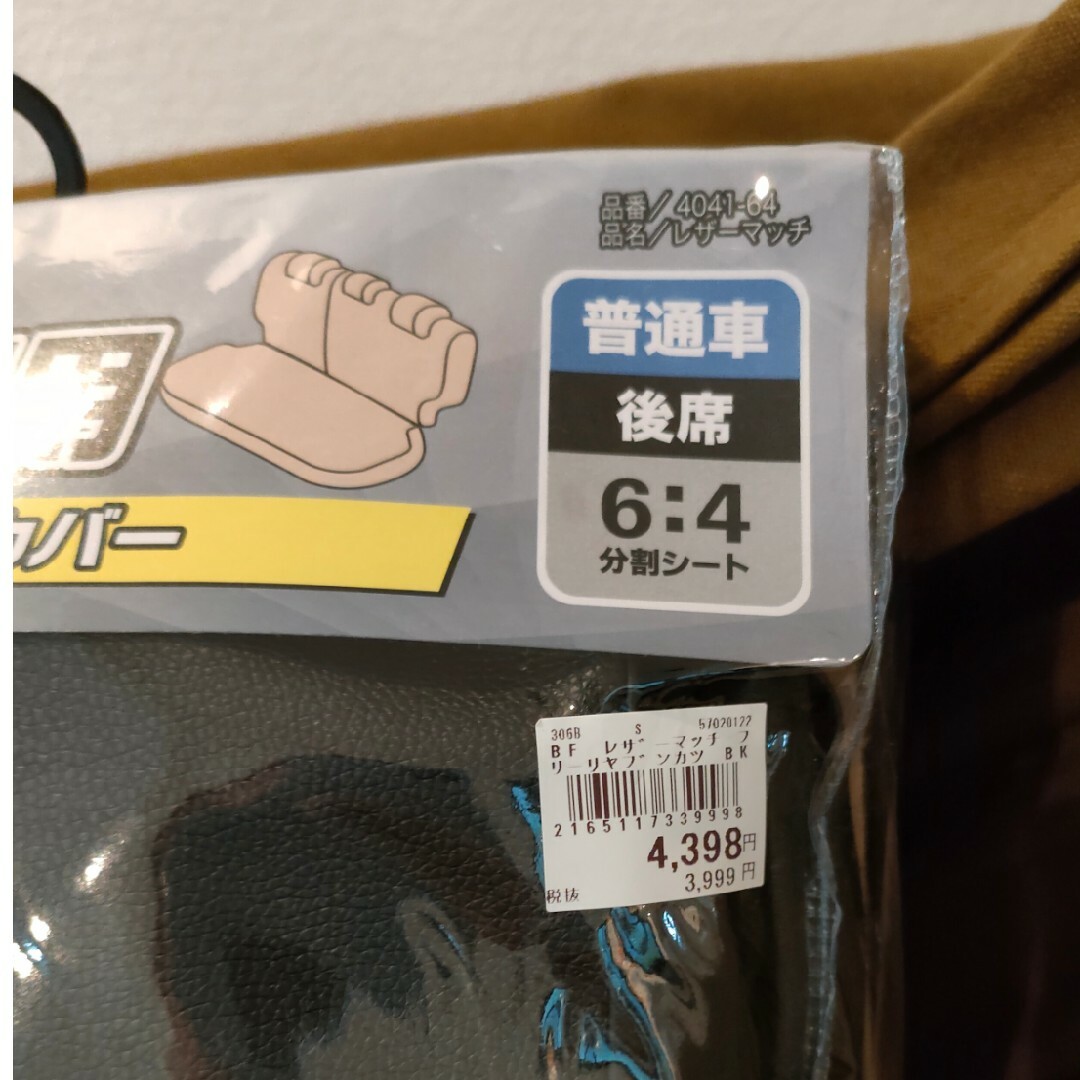 品番/ 4041-64
品名/レザーマッチ
普通車
後席
6:4
分割シート
カバー
306B S 57020122
BF レザーマッチ フ
リーリヤブンカツ BK
2165117339998
4,398円
3,999円
税抜